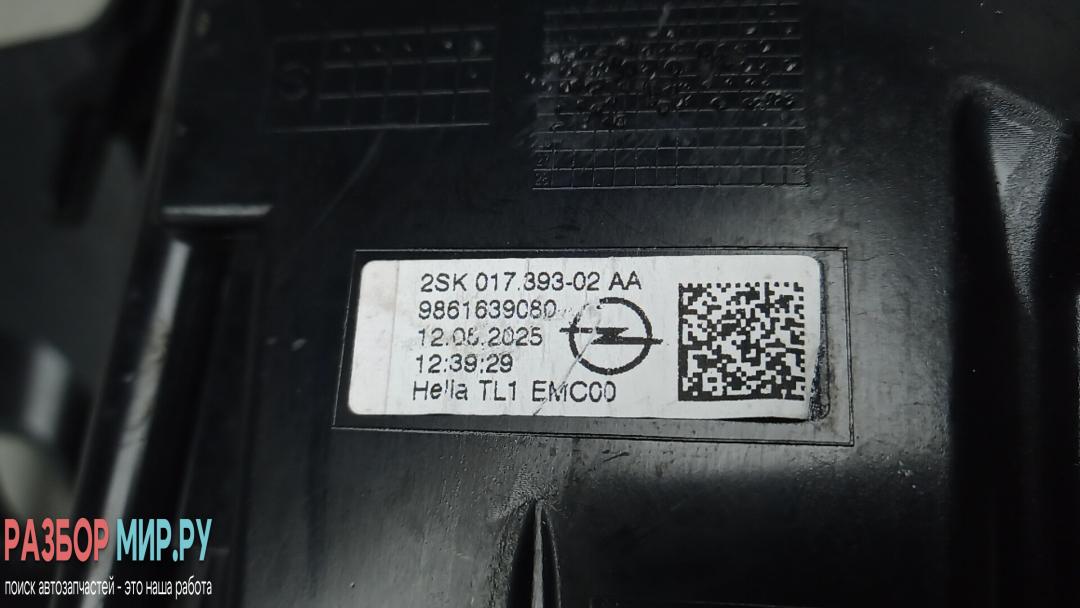 2SK 017.393-02 AA
9861639080
12.05.2025
12:39:29
Hella TL1 EMC00
РАЗБОР МИР.РУ
поиск автозапчастей - это наша работа